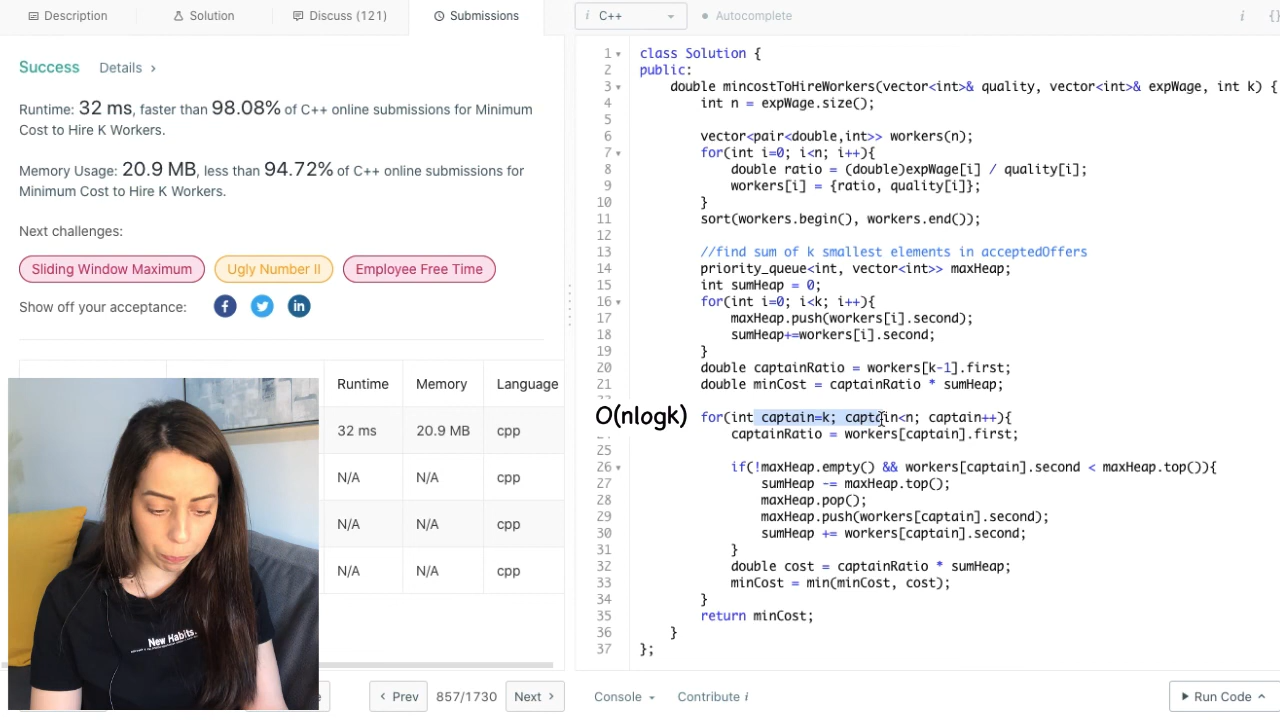 Description
Solution
Discuss (121)
Submissions
i C++
Autocomplete
i {}
Success Details ›
Runtime: 32 ms, faster than 98.08% of C++ online submissions for Minimum
Cost to Hire K Workers.
Memory Usage: 20.9 MB, less than 94.72% of C++ online submissions for
Minimum Cost to Hire K Workers.
Next challenges:
Sliding Window Maximum
Ugly Number II
Employee Free Time
Show off your acceptance:
f
in
Runtime Memory Language
32 ms 20.9 MB cpp
N/A N/A cpp
N/A N/A cpp
N/A N/A cpp
New Habits.
‹ Prev
857/1730
Next ›
1 class Solution {
2 public:
3 double mincostToHireWorkers(vector<int>& quality, vector<int>& expWage, int k) {
4 int n = expWage.size();
5
6 vector<pair<double,int>> workers(n);
7 for(int i=0; i<n; i++){
8 double ratio = (double)expWage[i] / quality[i];
9 workers[i] = {ratio, quality[i]};
10 }
11 sort(workers.begin(), workers.end());
12
13 //find sum of k smallest elements in acceptedOffers
14 priority_queue<int, vector<int>> maxHeap;
15 int sumHeap = 0;
16 for(int i=0; i<k; i++){
17 maxHeap.push(workers[i].second);
18 sumHeap+=workers[i].second;
19 }
20 double captainRatio = workers[k-1].first;
21 double minCost = captainRatio * sumHeap;
O(nlogk) for(int captain=k; captain<n; captain++){
captainRatio = workers[captain].first;
25
26 if(!maxHeap.empty() && workers[captain].second < maxHeap.top()){
27 sumHeap -= maxHeap.top();
28 maxHeap.pop();
29 maxHeap.push(workers[captain].second);
30 sumHeap += workers[captain].second;
31 }
32 double cost = captainRatio * sumHeap;
33 minCost = min(minCost, cost);
34 }
35 return minCost;
36 }
37 };
Console
Contribute i
Run Code